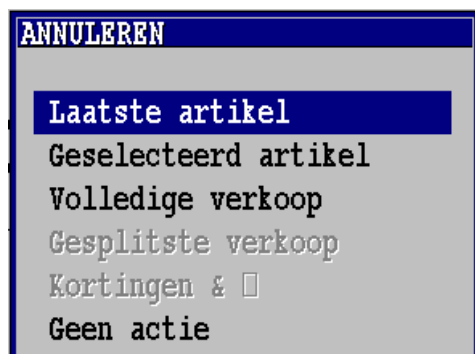 ANNULEREN
Laatste artikel
Geselecteerd artikel
Volledige verkoop
Gesplitste verkoop
Kortingen & □
Geen actie